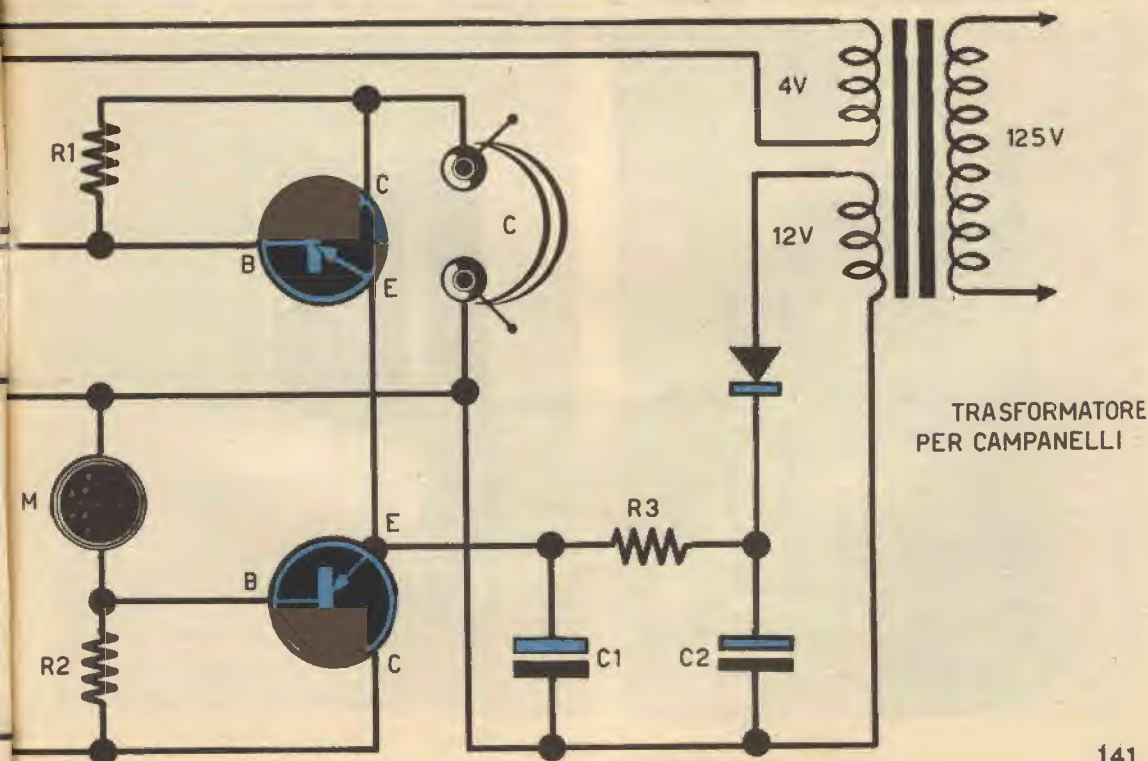 4V
125V
R1
C
C
12V
B
E
TRASFORMATORE
PER CAMPANELLI
M
R3
E
B
R2
C1
C2
C
141